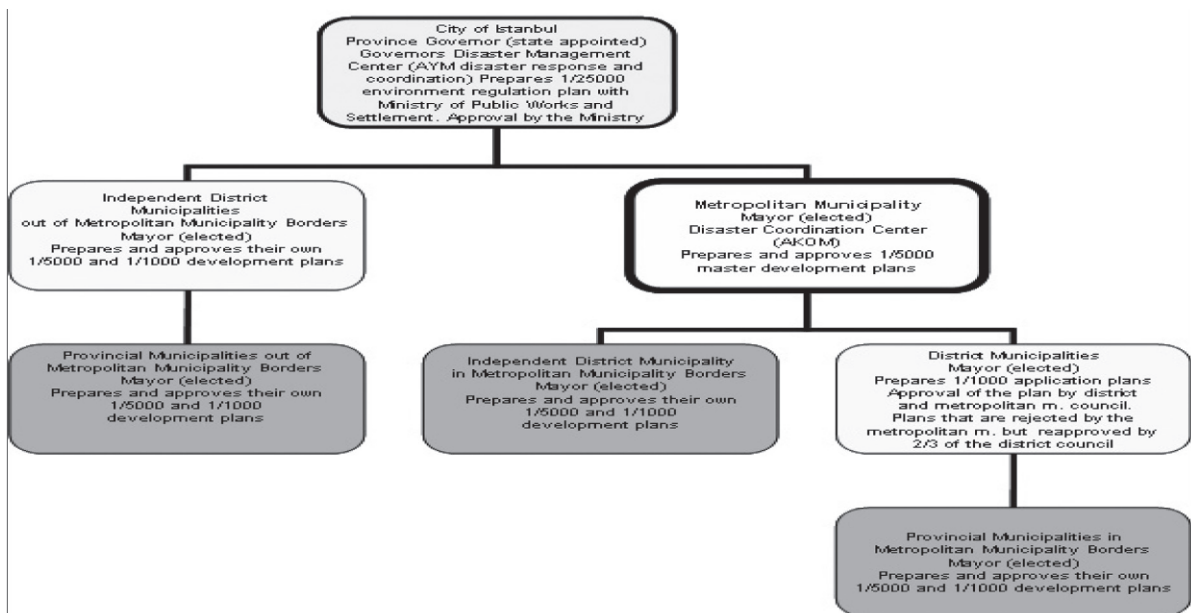 City of Istanbul
Province Governor (state appointed)
Governors Disaster Management
Center (AYM disaster response and
coordination) Prepares 1/25000
environment regulation plan with
Ministry of Public Works and
Settlement. Approval by the Ministry
Independent District
Municipalities
out of Metropolitan Municipality Borders
Mayor (elected)
Prepares and approves their own
1/5000 and 1/1000 development plans
Metropolitan Municipality
Mayor (elected)
Disaster Coordination Center
(AKOM)
Prepares and approves 1/5000
master development plans
Provincial Municipalities out of
Metropolitan Municipality Borders
Mayor (elected)
Prepares and approves their own
1/5000 and 1/1000
development plans
Independent District Municipality
in Metropolitan Municipality Borders
Mayor (elected)
Prepares and approves their own
1/5000 and 1/1000
development plans
District Municipalities
Mayor (elected)
Prepares 1/1000 application plans
Approval of the plan by district
and metropolitan m. council.
Plans that are rejected by the
metropolitan m. but reapproved by
2/3 of the district council
Provincial Municipalities in
Metropolitan Municipality Borders
Mayor (elected)
Prepares and approves their own
1/5000 and 1/1000 development plans